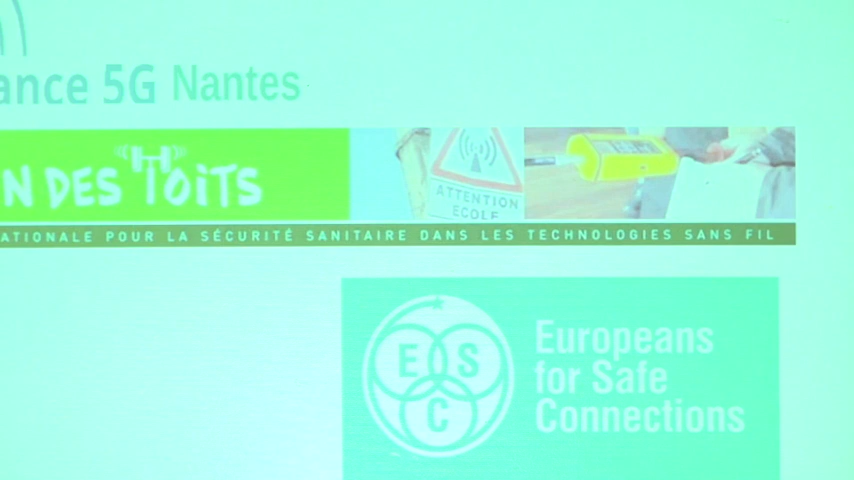 ance 5G Nantes
N DES TOiTS
ATTENTION
ECOLE
ATIONALE POUR LA SÉCURITÉ SANITAIRE DANS LES TECHNOLOGIES SANS FIL
E S
C
Europeans
for Safe
Connections